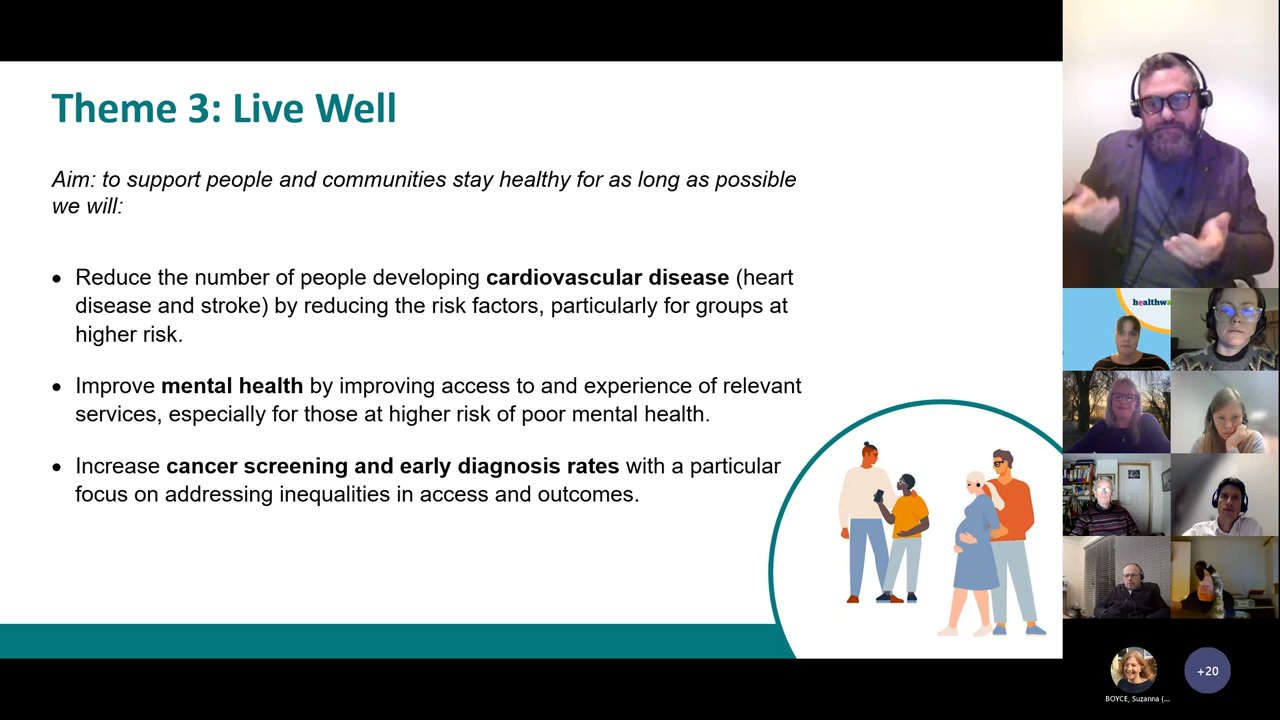 Theme 3: Live Well
Aim: to support people and communities stay healthy for as long as possible
we will:
• Reduce the number of people developing cardiovascular disease (heart
disease and stroke) by reducing the risk factors, particularly for groups at
higher risk.
• Improve mental health by improving access to and experience of relevant
services, especially for those at higher risk of poor mental health.
• Increase cancer screening and early diagnosis rates with a particular
focus on addressing inequalities in access and outcomes.
healthwa
BOYCE, Suzanna (...
+20